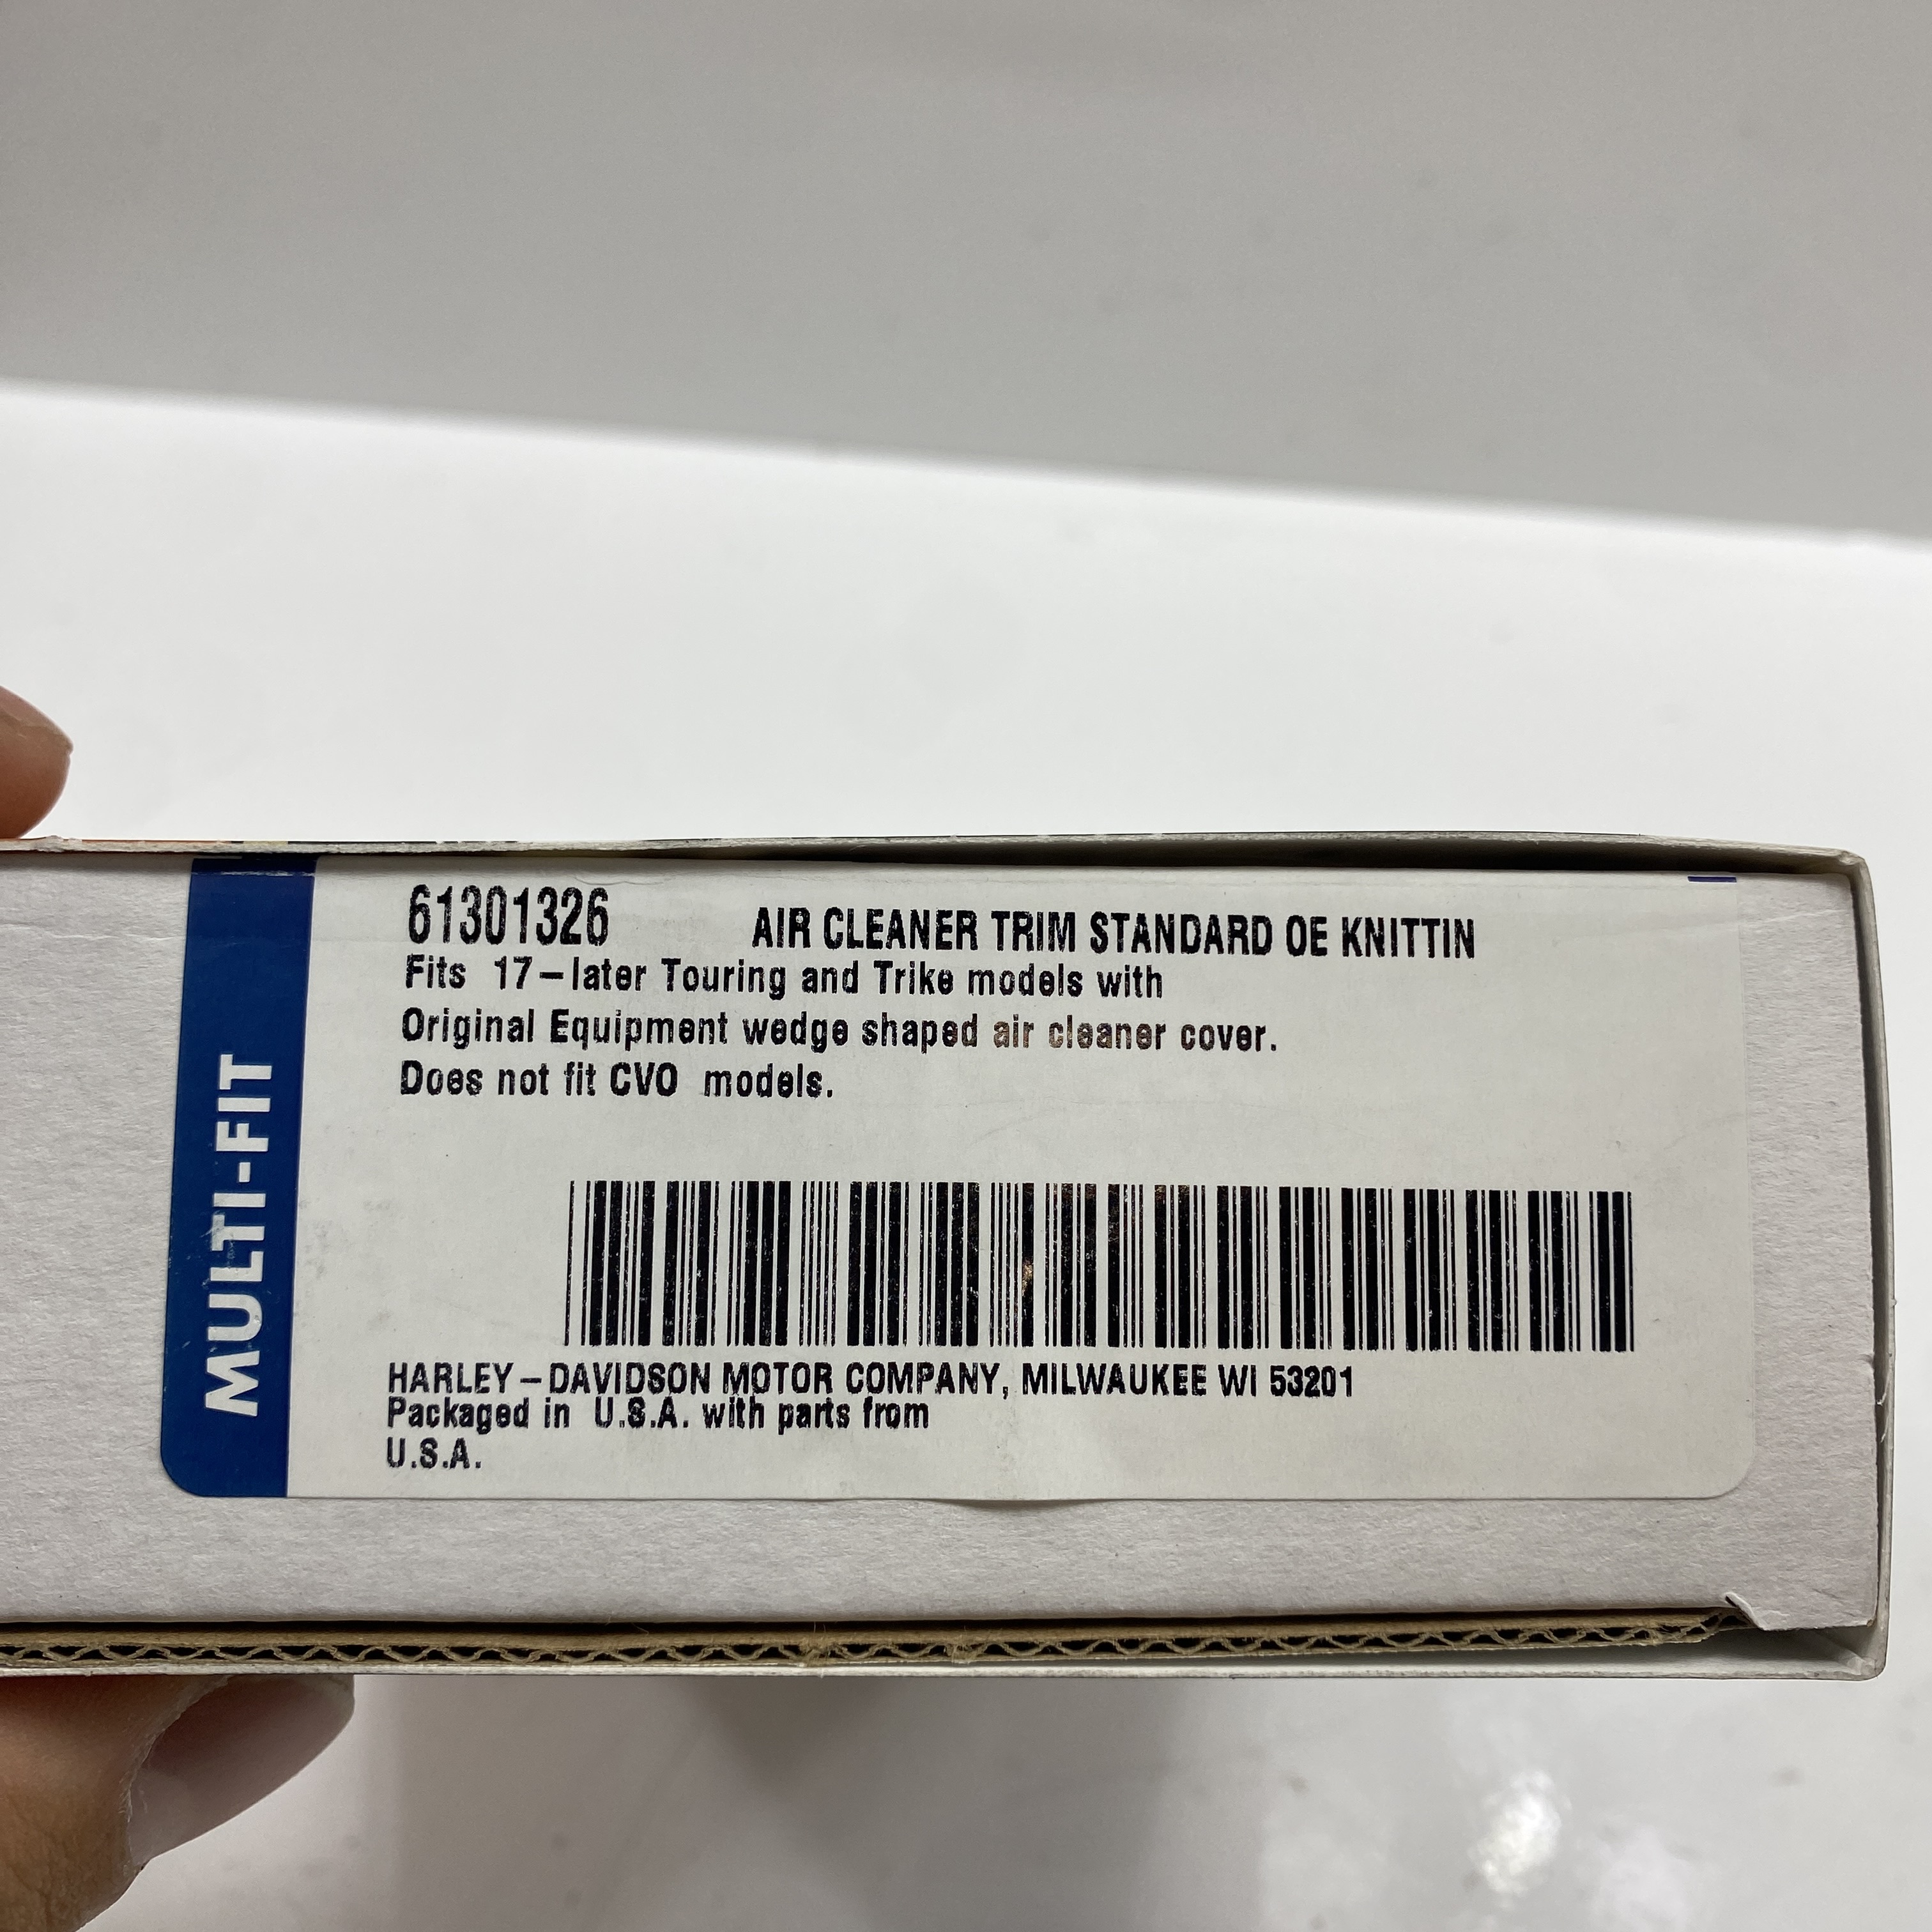 MULTI-FIT
61301326 AIR CLEANER TRIM STANDARD OE KNITTIN
Fits 17-later Touring and Trike models with
Original Equipment wedge shaped air cleaner cover.
Does not fit CVO models.
HARLEY-DAVIDSON MOTOR COMPANY, MILWAUKEE WI 53201
Packaged in U.S.A. with parts from
U.S.A.